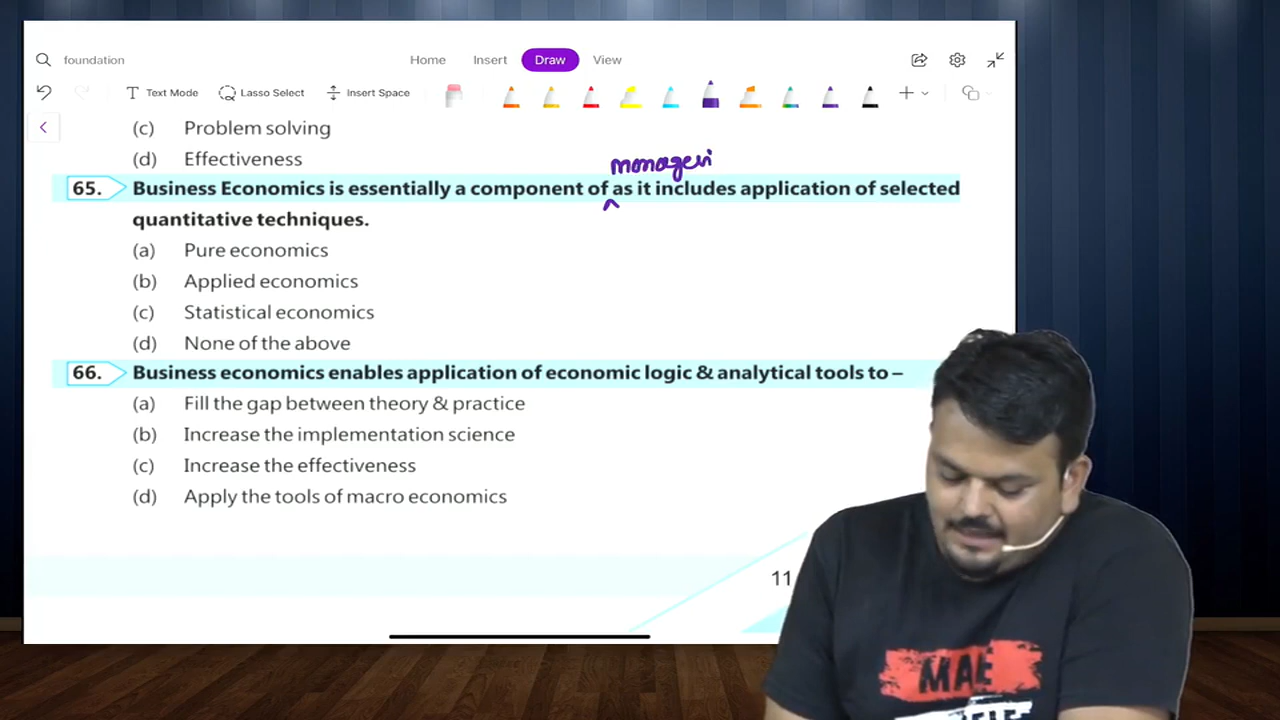 foundation
Home Insert Draw View
Text Mode Lasso Select Insert Space
(c) Problem solving
(d) Effectiveness
manageri
65. Business Economics is essentially a component of as it includes application of selected
quantitative techniques.
(a) Pure economics
(b) Applied economics
(c) Statistical economics
(d) None of the above
66. Business economics enables application of economic logic & analytical tools to –
(a) Fill the gap between theory & practice
(b) Increase the implementation science
(c) Increase the effectiveness
(d) Apply the tools of macro economics
11
MAE